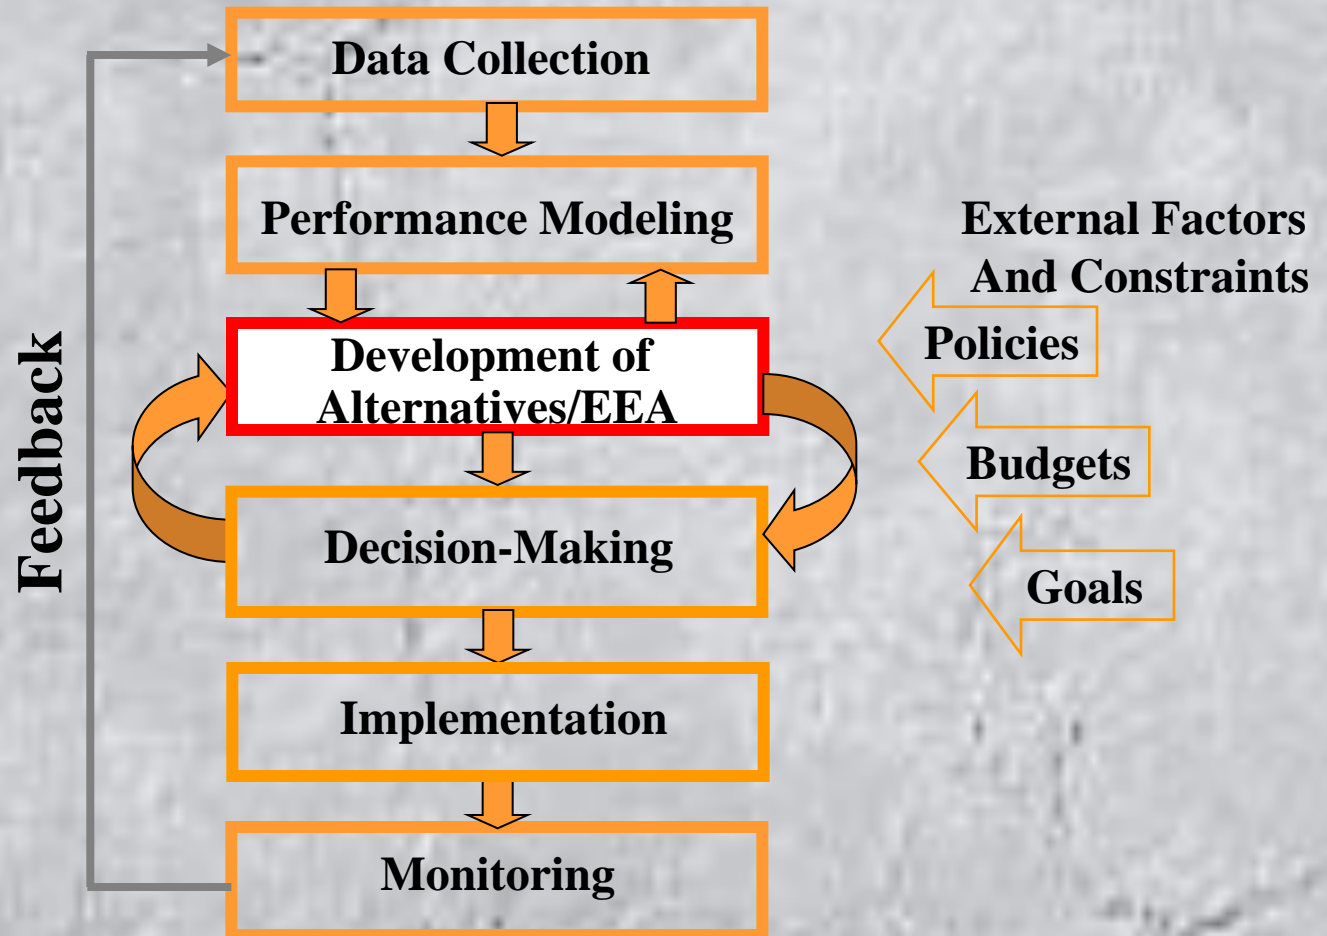 Data Collection
Performance Modeling
External Factors
And Constraints
Development of
Alternatives/EEA
Policies
Budgets
Feedback
Decision-Making
Goals
Implementation
Monitoring